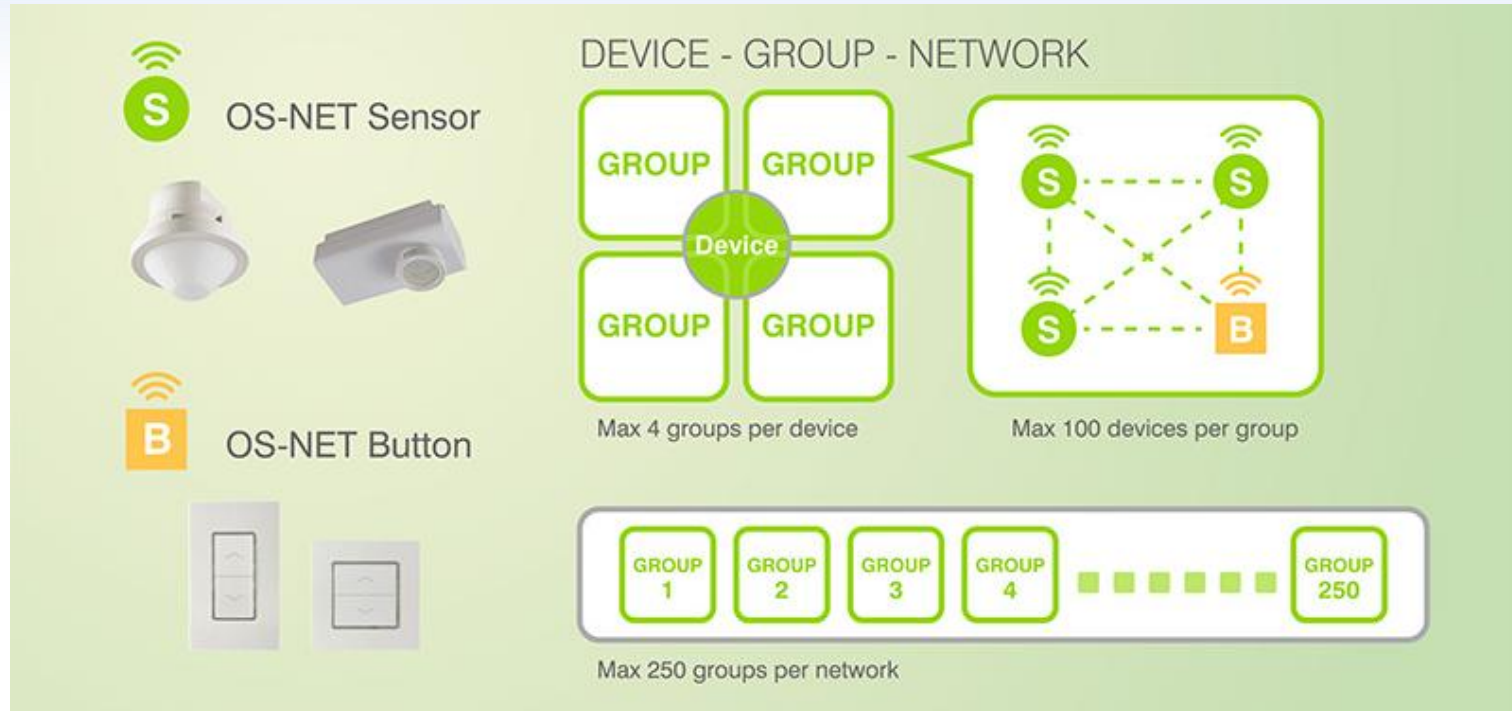 S
OS-NET Sensor
B
OS-NET Button
DEVICE - GROUP - NETWORK
GROUP
GROUP
Device
GROUP
GROUP
Max 4 groups per device
S
S
S
B
Max 100 devices per group
GROUP
1
GROUP
2
GROUP
3
GROUP
4
GROUP
250
Max 250 groups per network